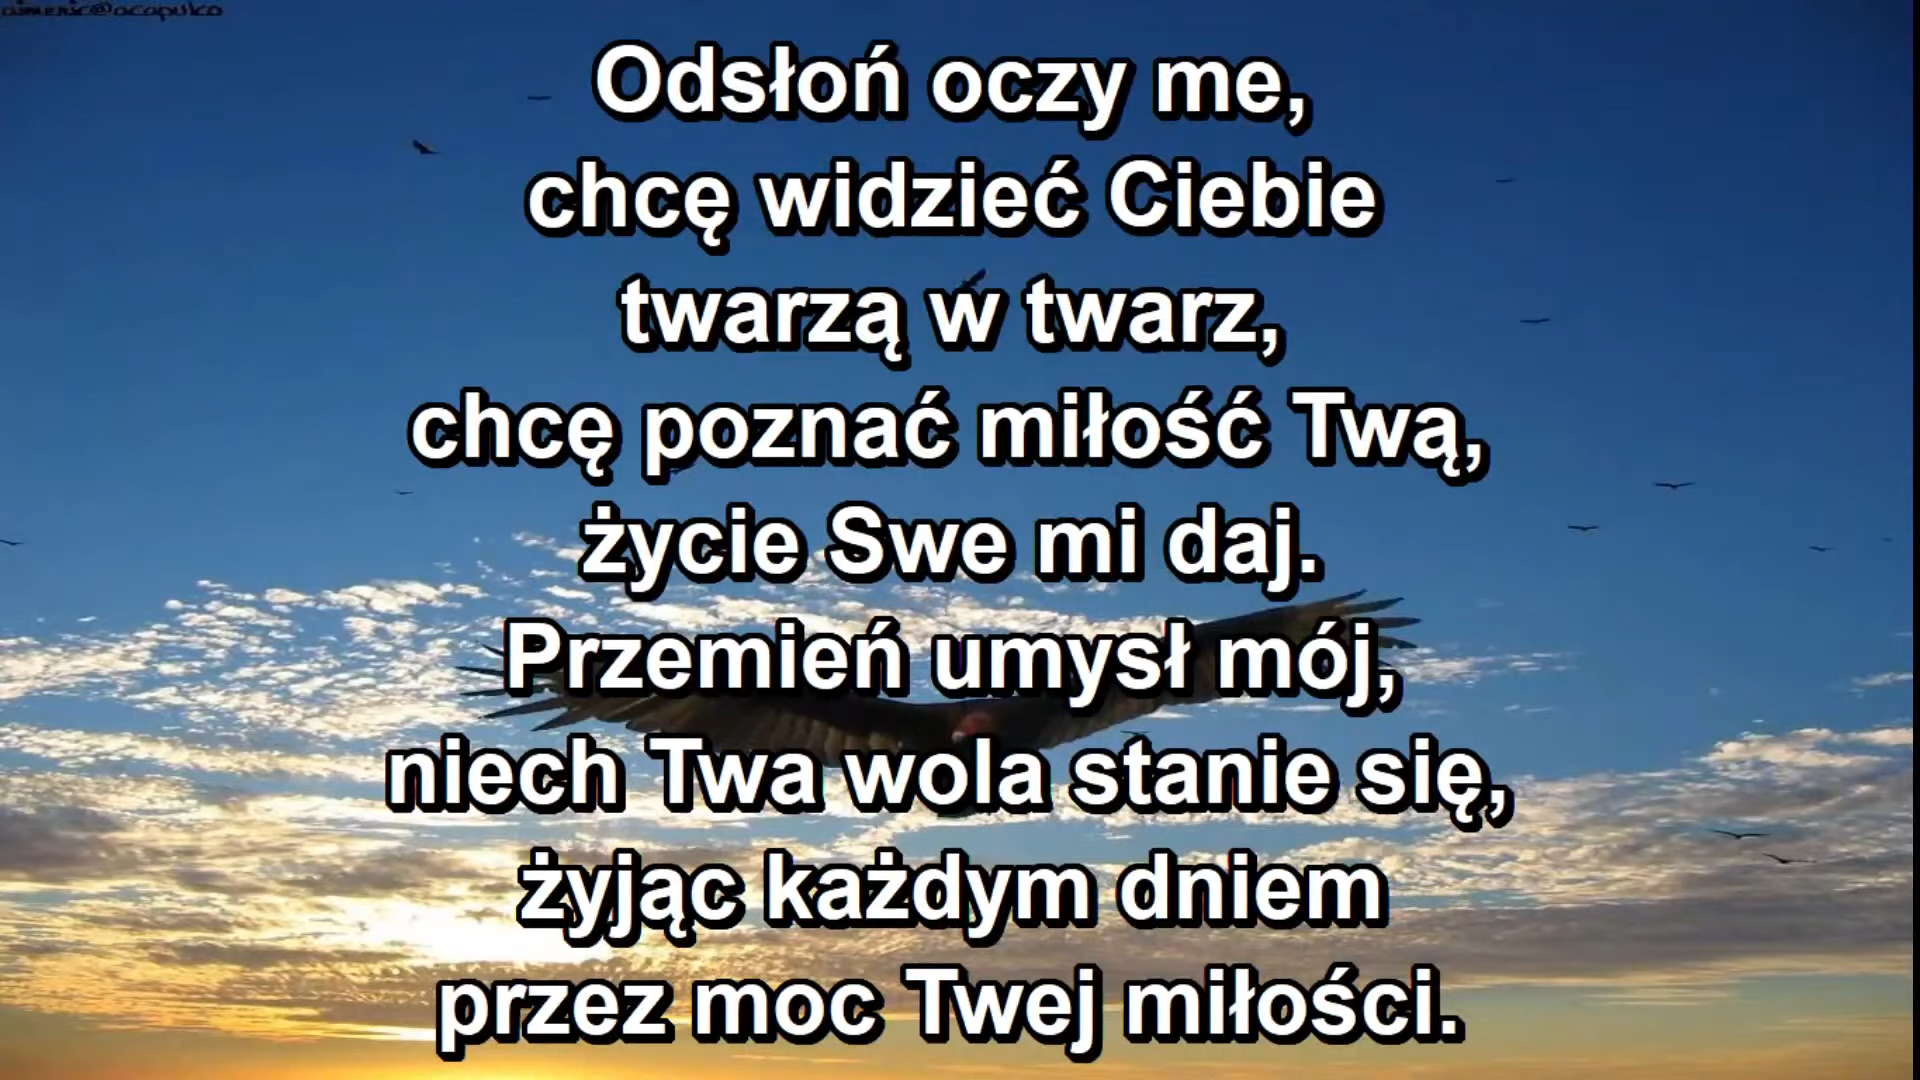 Odsłoń oczy me,
chcę widzieć Ciebie
twarzą w twarz,
chcę poznać miłość Twą,
życie Swe mi daj.
Przemień umysł mój,
niech Twa wola stanie się,
żyjąc każdym dniem
przez moc Twej miłości.